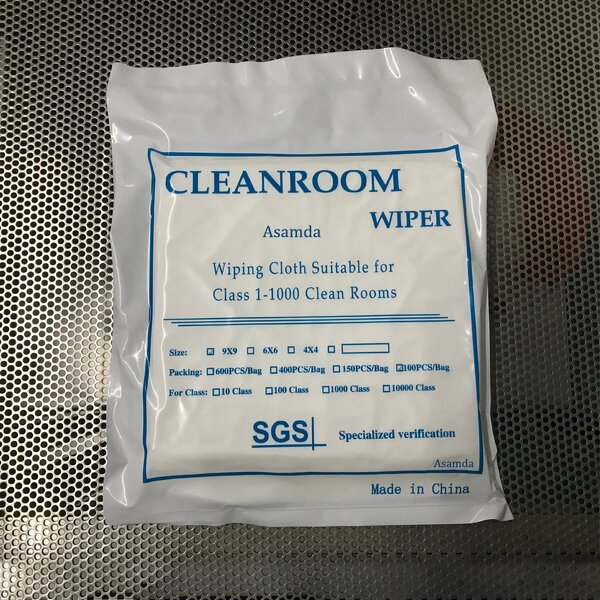 CLEANROOM
WIPER
Asamda
Wiping Cloth Suitable for
Class 1-1000 Clean Rooms
Size: ☑ 9X9 ☐ 6X6 ☐ 4X4 ☐
Packing: ☐600PCS/Bag ☐400PCS/Bag ☐150PCS/Bag ☑100PCS/Bag
For Class: ☐10 Class ☐100 Class ☐1000 Class ☐10000 Class
SGS Specialized verification
Asamda
Made in China